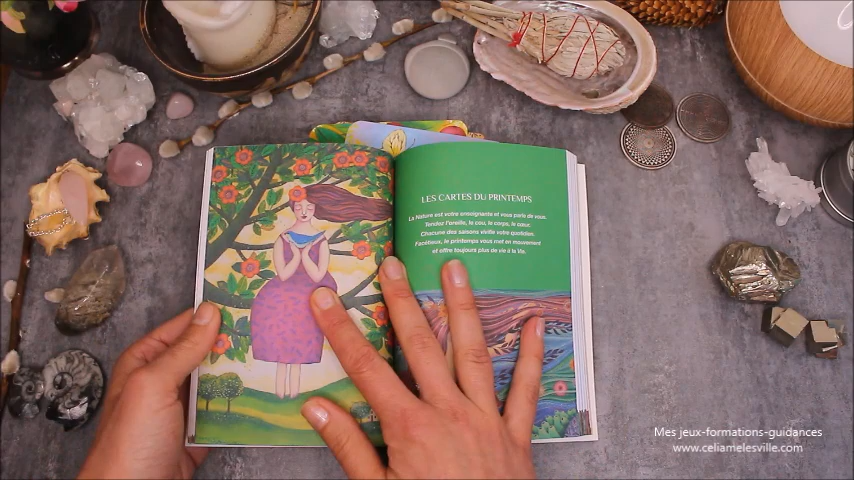 LES CARTES DU PRINTEMPS
La Nature est votre enseignante et vous parle de vous.
Tendez l'oreille, le cou, le corps, le cœur.
Chacune des saisons vivifie votre quotidien.
Facétieux, le printemps vous met en mouvement
et offre toujours plus de vie à la Vie.
Mes jeux-formations-guidances
www.celiamelesville.com